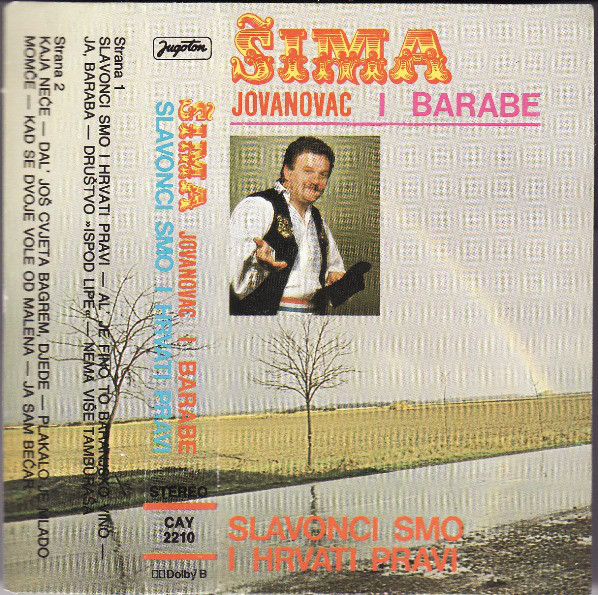 Strana 1
SLAVONCI SMO I HRVATI PRAVI — AL' JE FINO TO BARANJSKO VINO —
JA, BARABA — DRUŠTVO »ISPOD LIPE« — NEMA VIŠE TAMBURAŠA
Strana 2
KAJA NEĆE — DAL' JOŠ CVJETA BAGREM, DJEDE — PLAKALO JE MLADO
MOMČE — KAD SE DVOJE VOLE OD MALENA — JA SAM BEĆAR
Jugoton
ŠIMA JOVANOVAC I BARABE
SLAVONCI SMO I HRVATI PRAVI
STEREO
CAY
2210
Dolby B
ŠIMA
JOVANOVAC I BARABE
SLAVONCI SMO
I HRVATI PRAVI